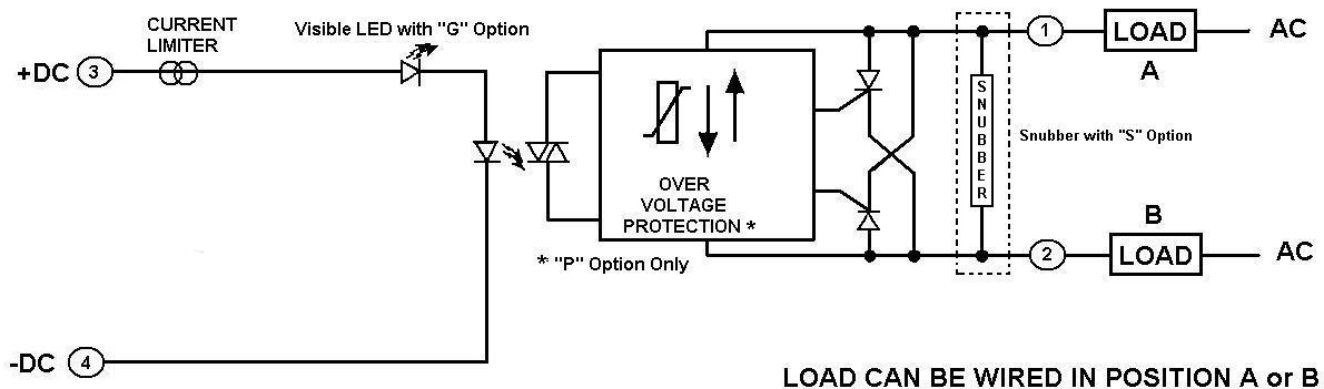 CURRENT
LIMITER
Visible LED with "G" Option
+DC 3
1
LOAD
AC
A
SNUBBER
Snubber with "S" Option
OVER
VOLTAGE
PROTECTION *
* "P" Option Only
B
2
LOAD
AC
-DC 4
LOAD CAN BE WIRED IN POSITION A or B